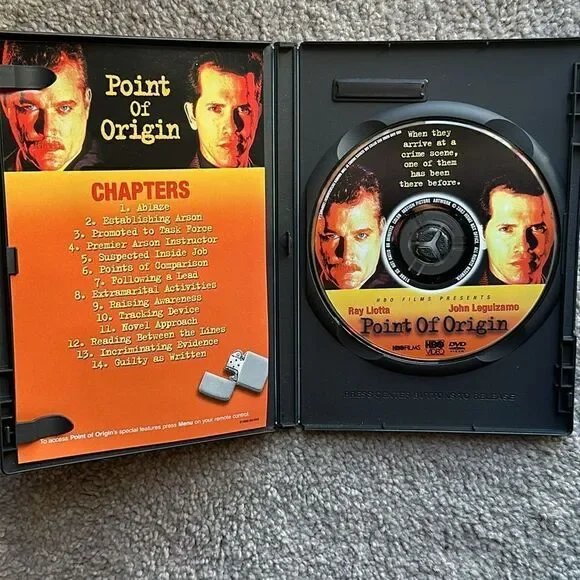 Point
Of
Origin
CHAPTERS
1. Ablaze
2. Establishing Arson
3. Promoted to Task Force
4. Premier Arson Instructor
5. Suspected Inside Job
6. Points of Comparison
7. Following a Lead
8. Extramarital Activities
9. Raising Awareness
10. Tracking Device
11. Novel Approach
12. Reading Between the Lines
13. Incriminating Evidence
14. Guilty as Written
To access Point of Origin's special features press Menu on your remote control.
When they
arrive at a
crime scene,
one of them
has been
there before.
HBO FILMS PRESENTS
Ray Liotta John Leguizamo
Point Of Origin
HBO FILMS HBO VIDEO DVD
PRESS CENTER BUTTONS TO RELEASE